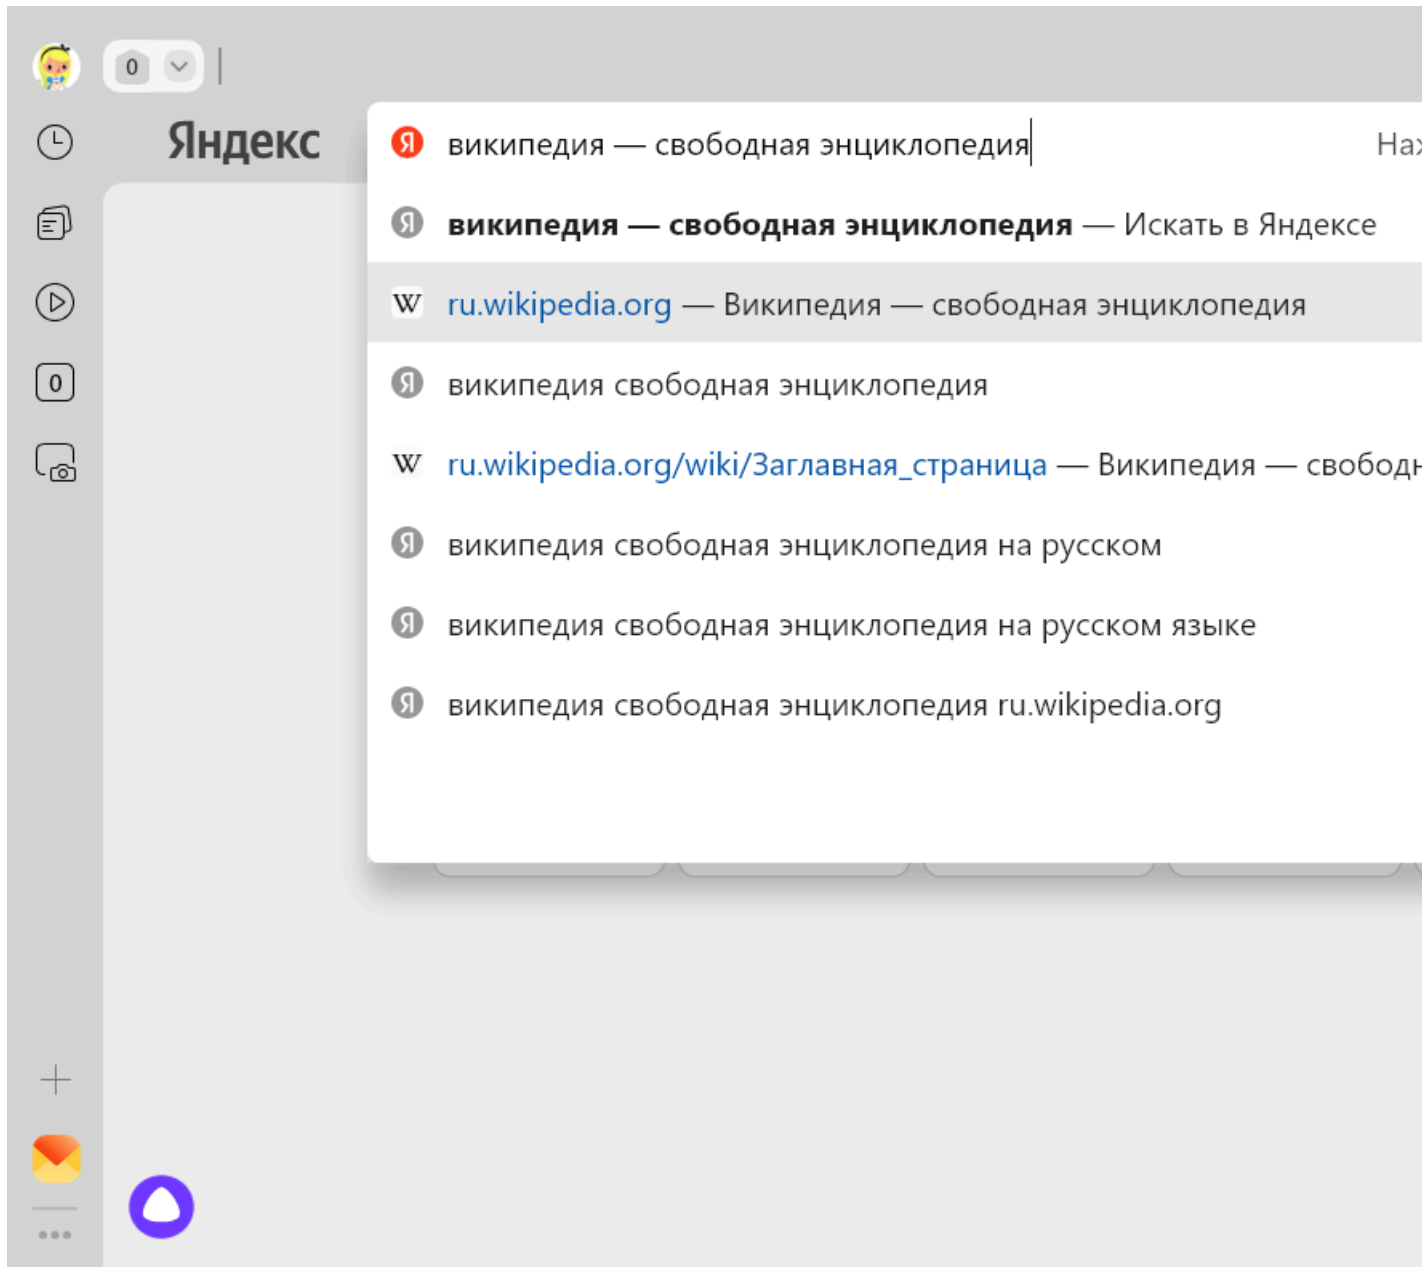 0
Яндекс
википедия — свободная энциклопедия
википедия — свободная энциклопедия — Искать в Яндексе
W ru.wikipedia.org — Википедия — свободная энциклопедия
википедия свободная энциклопедия
W ru.wikipedia.org/wiki/Заглавная_страница — Википедия —
википедия свободная энциклопедия на русском
википедия свободная энциклопедия на русском языке
википедия свободная энциклопедия ru.wikipedia.org
0